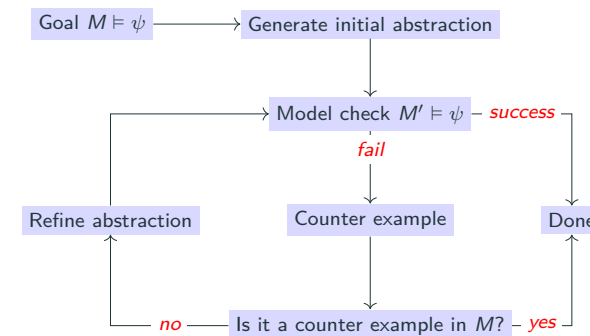 Goal M ⊨ ψ
Generate initial abstraction
Model check M′ ⊨ ψ
success
fail
Refine abstraction
Counter example
Done
no
Is it a counter example in M?
yes